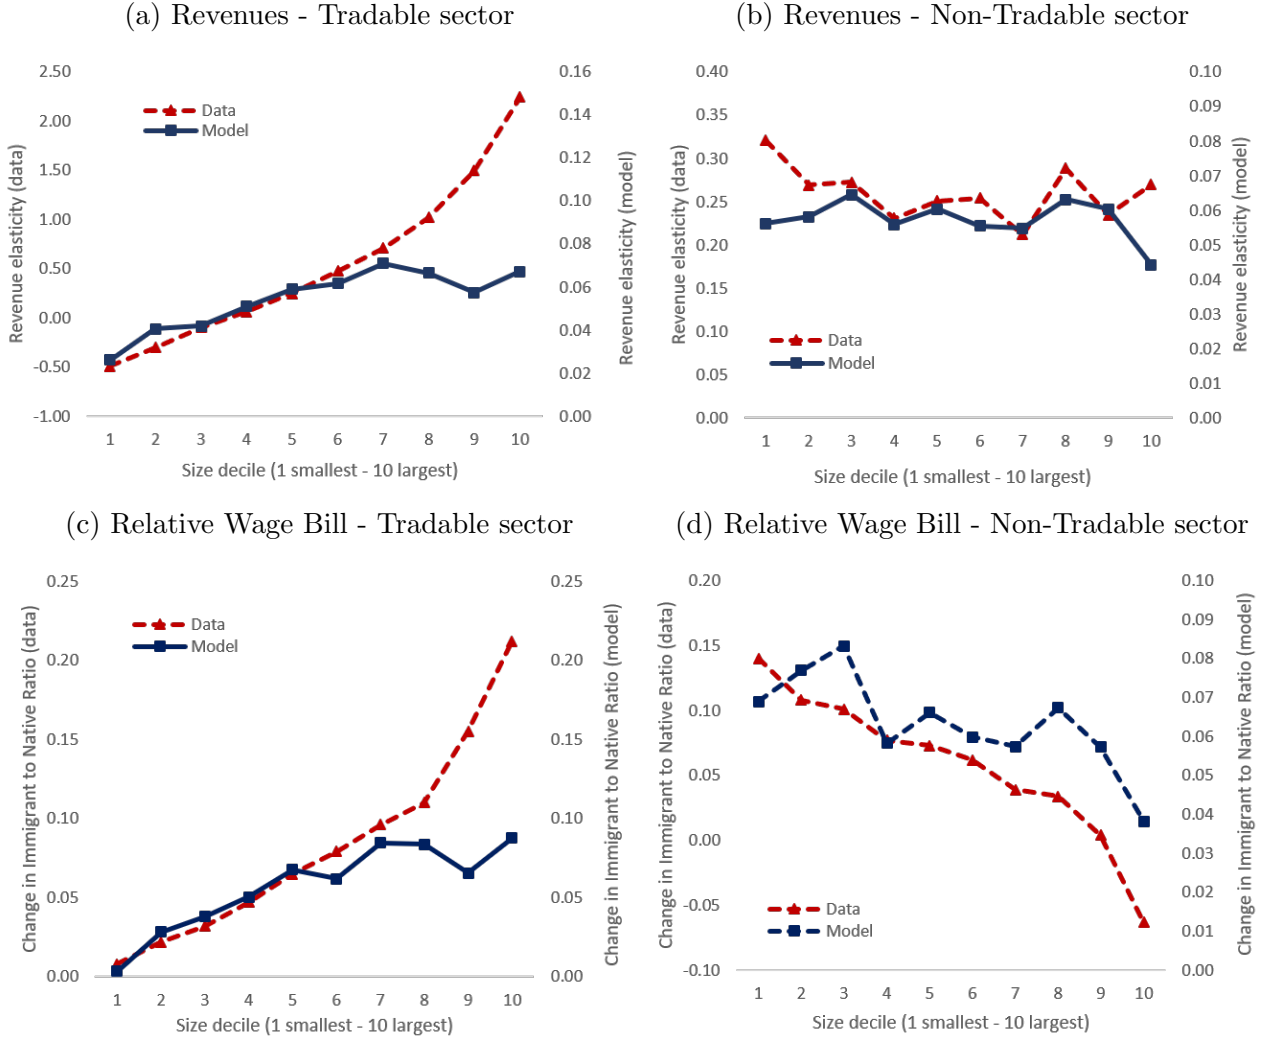 (a) Revenues - Tradable sector
Revenue elasticity (data)
2.50
2.00
1.50
1.00
0.50
0.00
-0.50
-1.00
Data
Model
0.16
0.14
0.12
0.10
0.08
0.06
0.04
0.02
0.00
Revenue elasticity (model)
1 2 3 4 5 6 7 8 9 10
Size decile (1 smallest - 10 largest)
(b) Revenues - Non-Tradable sector
Revenue elasticity (data)
0.40
0.35
0.30
0.25
0.20
0.15
0.10
0.05
0.00
Data
Model
0.10
0.09
0.08
0.07
0.06
0.05
0.04
0.03
0.02
0.01
0.00
Revenue elasticity (model)
1 2 3 4 5 6 7 8 9 10
Size decile (1 smallest - 10 largest)
(c) Relative Wage Bill - Tradable sector
Change in Immigrant to Native Ratio (data)
0.25
0.20
0.15
0.10
0.05
0.00
Data
Model
0.25
0.20
0.15
0.10
0.05
0.00
Change in Immigrant to Native Ratio (model)
1 2 3 4 5 6 7 8 9 10
Size decile (1 smallest - 10 largest)
(d) Relative Wage Bill - Non-Tradable sector
Change in Immigrant to Native Ratio (data)
0.20
0.15
0.10
0.05
0.00
-0.05
-0.10
Data
Model
0.10
0.09
0.08
0.07
0.06
0.05
0.04
0.03
0.02
0.01
0.00
Change in Immigrant to Native Ratio (model)
1 2 3 4 5 6 7 8 9 10
Size decile (1 smallest - 10 largest)